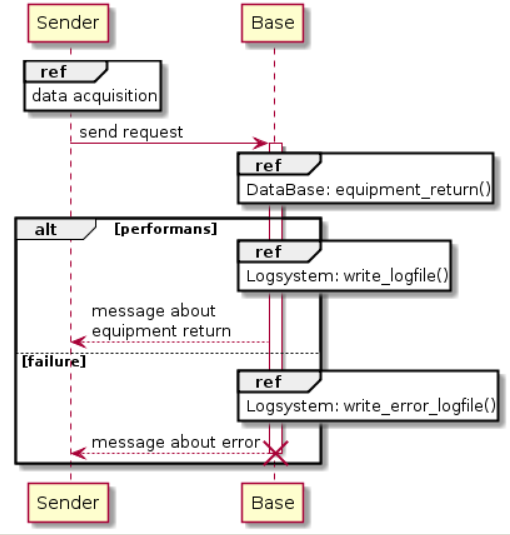 Sender Base
ref
data acquisition
send request
ref
DataBase: equipment_return()
alt [performans]
ref
Logsystem: write_logfile()
message about
equipment return
[failure]
ref
Logsystem: write_error_logfile()
message about error
Sender Base